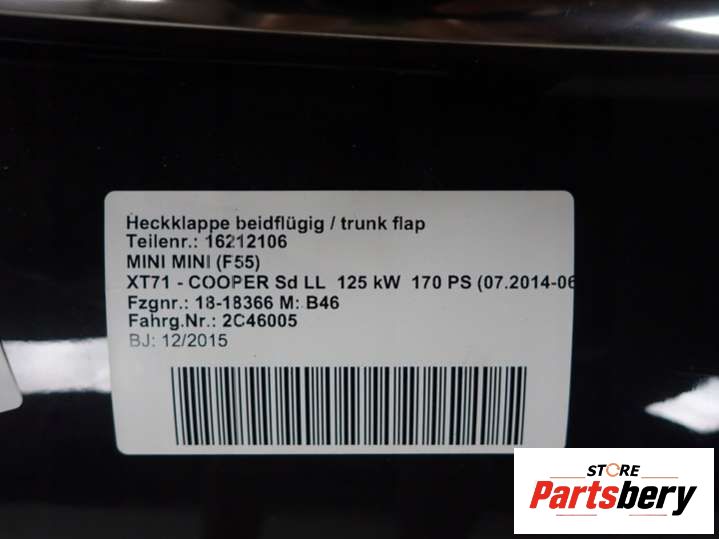 Heckklappe beidflügig / trunk flap
Teilenr.: 16212106
MINI MINI (F55)
XT71 - COOPER Sd LL 125 kW 170 PS (07.2014-06
Fzgnr.: 18-18366 M: B46
Fahrg.Nr.: 2C46005
BJ: 12/2015
STORE
Partsbery